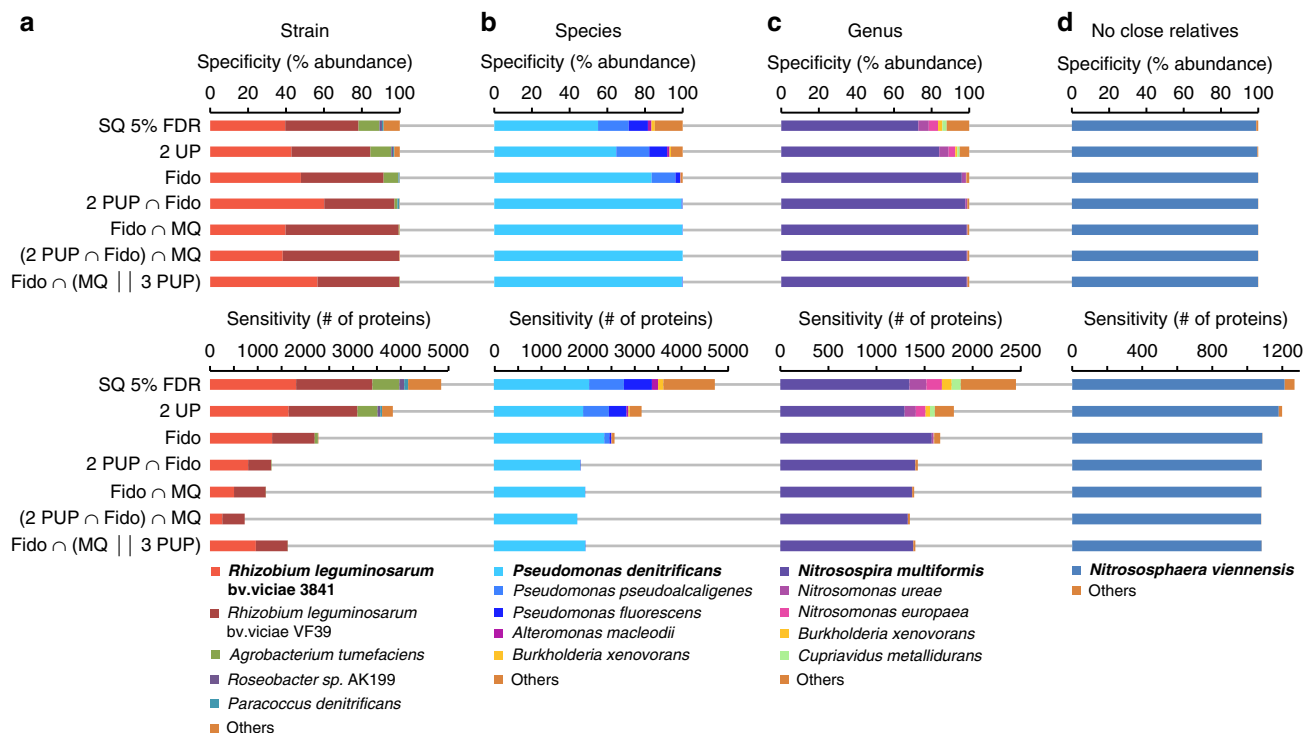 a
b
c
d
Strain
Species
Genus
No close relatives
Specificity (% abundance)
Specificity (% abundance)
Specificity (% abundance)
Specificity (% abundance)
0 20 40 60 80 100
0 20 40 60 80 100
0 20 40 60 80 100
0 20 40 60 80 100
SQ 5% FDR
2 UP
Fido
2 PUP ∩ Fido
Fido ∩ MQ
(2 PUP ∩ Fido) ∩ MQ
Fido ∩ (MQ || 3 PUP)
Sensitivity (# of proteins)
Sensitivity (# of proteins)
Sensitivity (# of proteins)
Sensitivity (# of proteins)
0 1000 2000 3000 4000 5000
0 1000 2000 3000 4000 5000
0 500 1000 1500 2000 2500
0 400 800 1200
SQ 5% FDR
2 UP
Fido
2 PUP ∩ Fido
Fido ∩ MQ
(2 PUP ∩ Fido) ∩ MQ
Fido ∩ (MQ || 3 PUP)
Rhizobium leguminosarum
bv.viciae 3841
Rhizobium leguminosarum
bv.viciae VF39
Agrobacterium tumefaciens
Roseobacter sp. AK199
Paracoccus denitrificans
Others
Pseudomonas denitrificans
Pseudomonas pseudoalcaligenes
Pseudomonas fluorescens
Alteromonas macleodii
Burkholderia xenovorans
Others
Nitrosospira multiformis
Nitrosomonas ureae
Nitrosomonas europaea
Burkholderia xenovorans
Cupriavidus metallidurans
Others
Nitrososphaera viennensis
Others